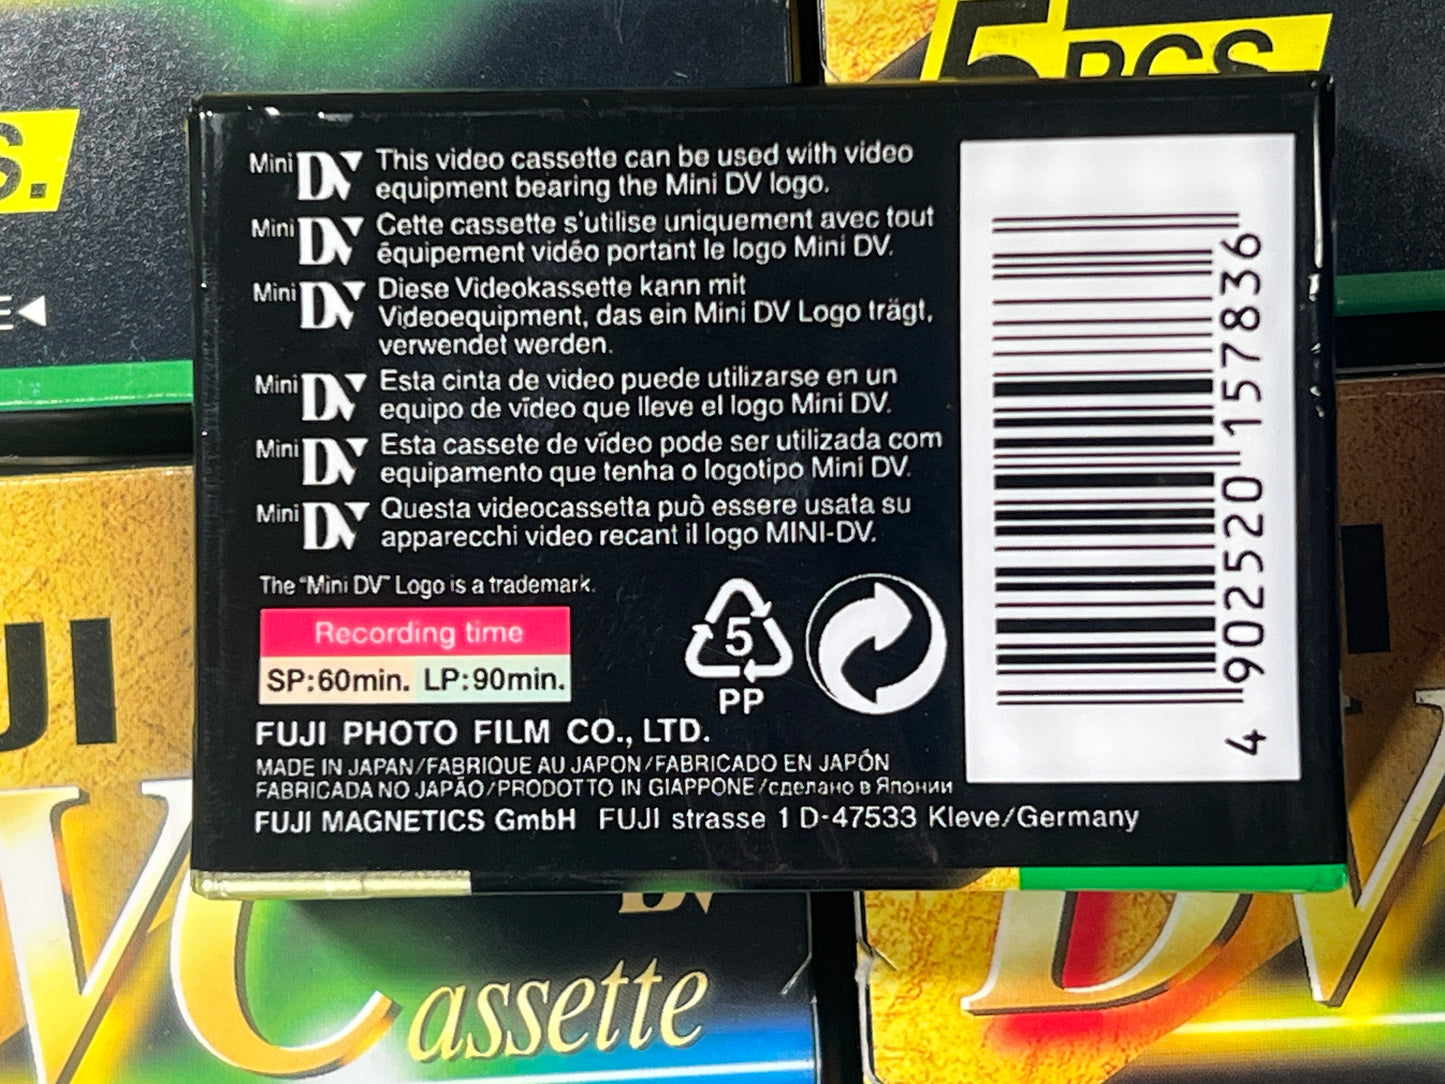 5 PCS.
S.
E◀
Mini DV This video cassette can be used with video
equipment bearing the Mini DV logo.
Mini DV Cette cassette s'utilise uniquement avec tout
équipement vidéo portant le logo Mini DV.
Mini DV Diese Videokassette kann mit
Videoequipment, das ein Mini DV Logo trägt,
verwendet werden.
Mini DV Esta cinta de video puede utilizarse en un
equipo de vídeo que lleve el logo Mini DV.
Mini DV Esta cassete de vídeo pode ser utilizada com
equipamento que tenha o logotipo Mini DV.
Mini DV Questa videocassetta può essere usata su
apparecchi video recant il logo MINI-DV.
The "Mini DV" Logo is a trademark.
Recording time
SP:60min. LP:90min.
5
PP
FUJI PHOTO FILM CO., LTD.
MADE IN JAPAN/FABRIQUE AU JAPON/FABRICADO EN JAPÓN
FABRICADA NO JAPÃO/PRODOTTO IN GIAPPONE/сделано в Японии
FUJI MAGNETICS GmbH FUJI strasse 1 D-47533 Kleve/Germany
4 902520 157836
UJI
DV
VCassette
DV